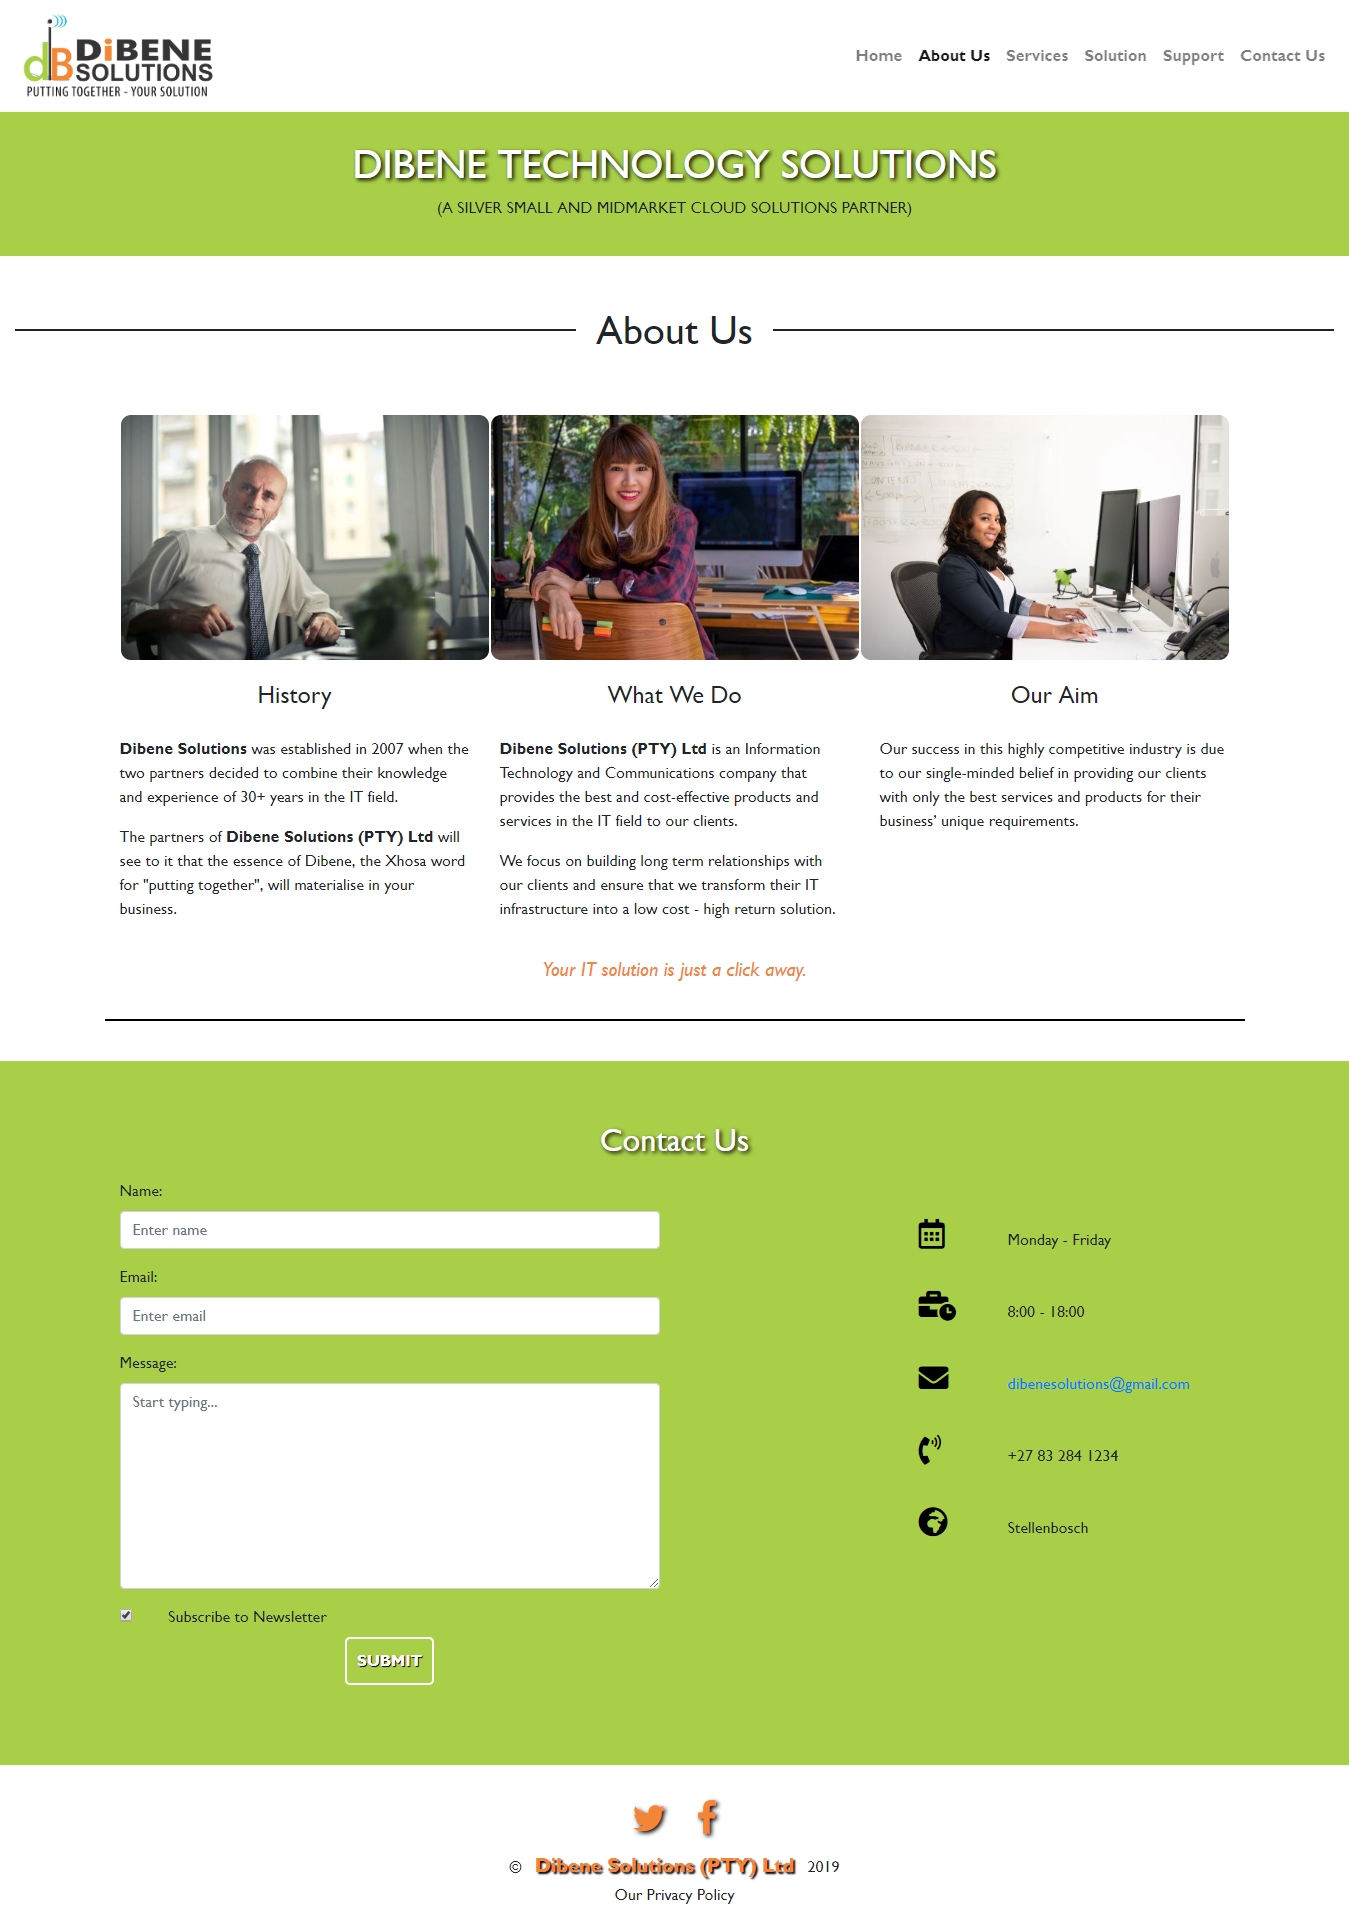 DiBENE
dB SOLUTIONS
PUTTING TOGETHER - YOUR SOLUTION
Home About Us Services Solution Support Contact Us
DIBENE TECHNOLOGY SOLUTIONS
(A SILVER SMALL AND MIDMARKET CLOUD SOLUTIONS PARTNER)
About Us
History
Dibene Solutions was established in 2007 when the
two partners decided to combine their knowledge
and experience of 30+ years in the IT field.
The partners of Dibene Solutions (PTY) Ltd will
see to it that the essence of Dibene, the Xhosa word
for "putting together", will materialise in your
business.
What We Do
Dibene Solutions (PTY) Ltd is an Information
Technology and Communications company that
provides the best and cost-effective products and
services in the IT field to our clients.
We focus on building long term relationships with
our clients and ensure that we transform their IT
infrastructure into a low cost - high return solution.
Our Aim
Our success in this highly competitive industry is due
to our single-minded belief in providing our clients
with only the best services and products for their
business’ unique requirements.
Your IT solution is just a click away.
Contact Us
Name:
Enter name
Email:
Enter email
Message:
Start typing...
Subscribe to Newsletter
SUBMIT
Monday - Friday
8:00 - 18:00
dibenesolutions@gmail.com
+27 83 284 1234
Stellenbosch
© Dibene Solutions (PTY) Ltd 2019
Our Privacy Policy